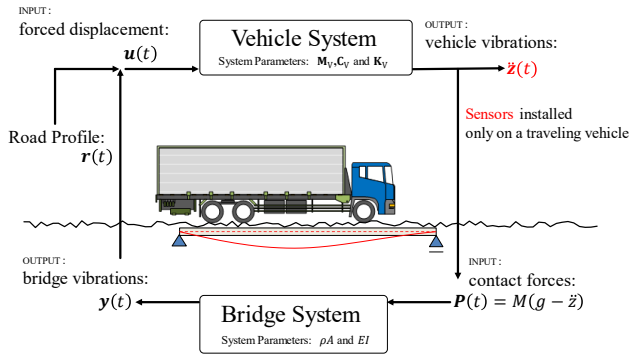 INPUT :
forced displacement:
u(t)
Vehicle System
System Parameters: M_V,C_V and K_V
OUTPUT :
vehicle vibrations:
z̈(t)
Sensors installed
only on a traveling vehicle
Road Profile:
r(t)
OUTPUT :
bridge vibrations:
y(t)
Bridge System
System Parameters: ρA and EI
INPUT :
contact forces:
P(t) = M(g − z̈)